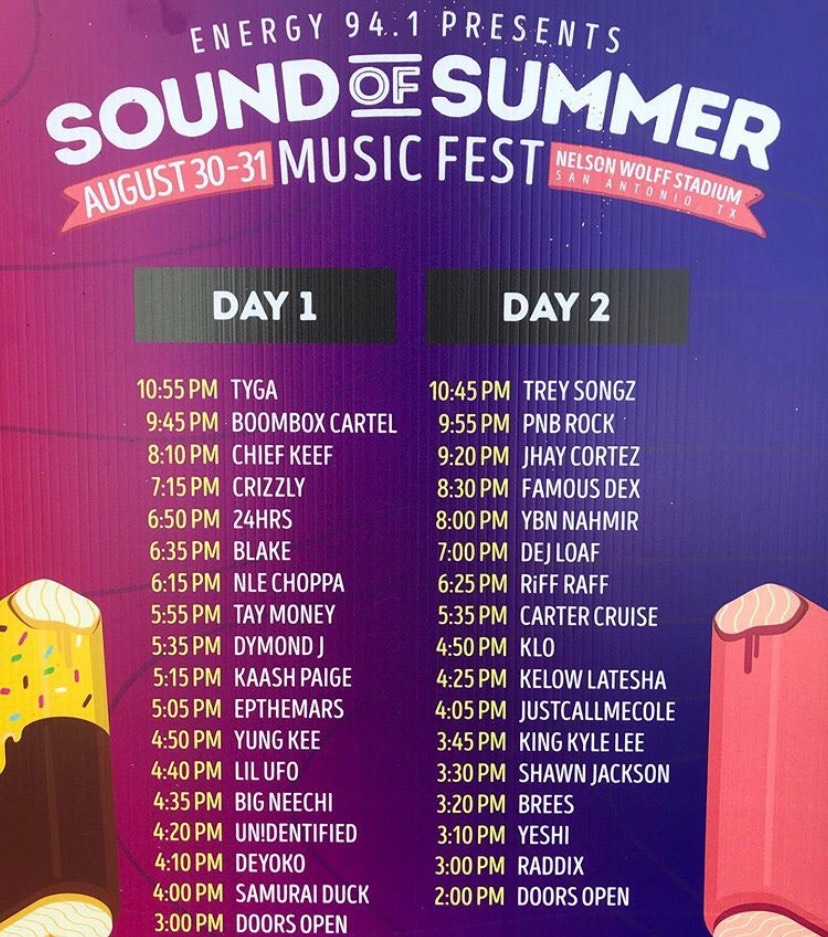 ENERGY 94.1 PRESENTS
SOUND OF SUMMER
AUGUST 30-31 MUSIC FEST NELSON WOLFF STADIUM
SAN ANTONIO, TX
DAY 1
10:55 PM TYGA
9:45 PM BOOMBOX CARTEL
8:10 PM CHIEF KEEF
7:15 PM CRIZZLY
6:50 PM 24HRS
6:35 PM BLAKE
6:15 PM NLE CHOPPA
5:55 PM TAY MONEY
5:35 PM DYMOND J
5:15 PM KAASH PAIGE
5:05 PM EPTHEMARS
4:50 PM YUNG KEE
4:40 PM LIL UFO
4:35 PM BIG NEECHI
4:20 PM UN!DENTIFIED
4:10 PM DEYOKO
4:00 PM SAMURAI DUCK
3:00 PM DOORS OPEN
DAY 2
10:45 PM TREY SONGZ
9:55 PM PNB ROCK
9:20 PM JHAY CORTEZ
8:30 PM FAMOUS DEX
8:00 PM YBN NAHMIR
7:00 PM DEJ LOAF
6:25 PM RiFF RAFF
5:35 PM CARTER CRUISE
4:50 PM KLO
4:25 PM KELOW LATESHA
4:05 PM JUSTCALLMECOLE
3:45 PM KING KYLE LEE
3:30 PM SHAWN JACKSON
3:20 PM BREES
3:10 PM YESHI
3:00 PM RADDIX
2:00 PM DOORS OPEN